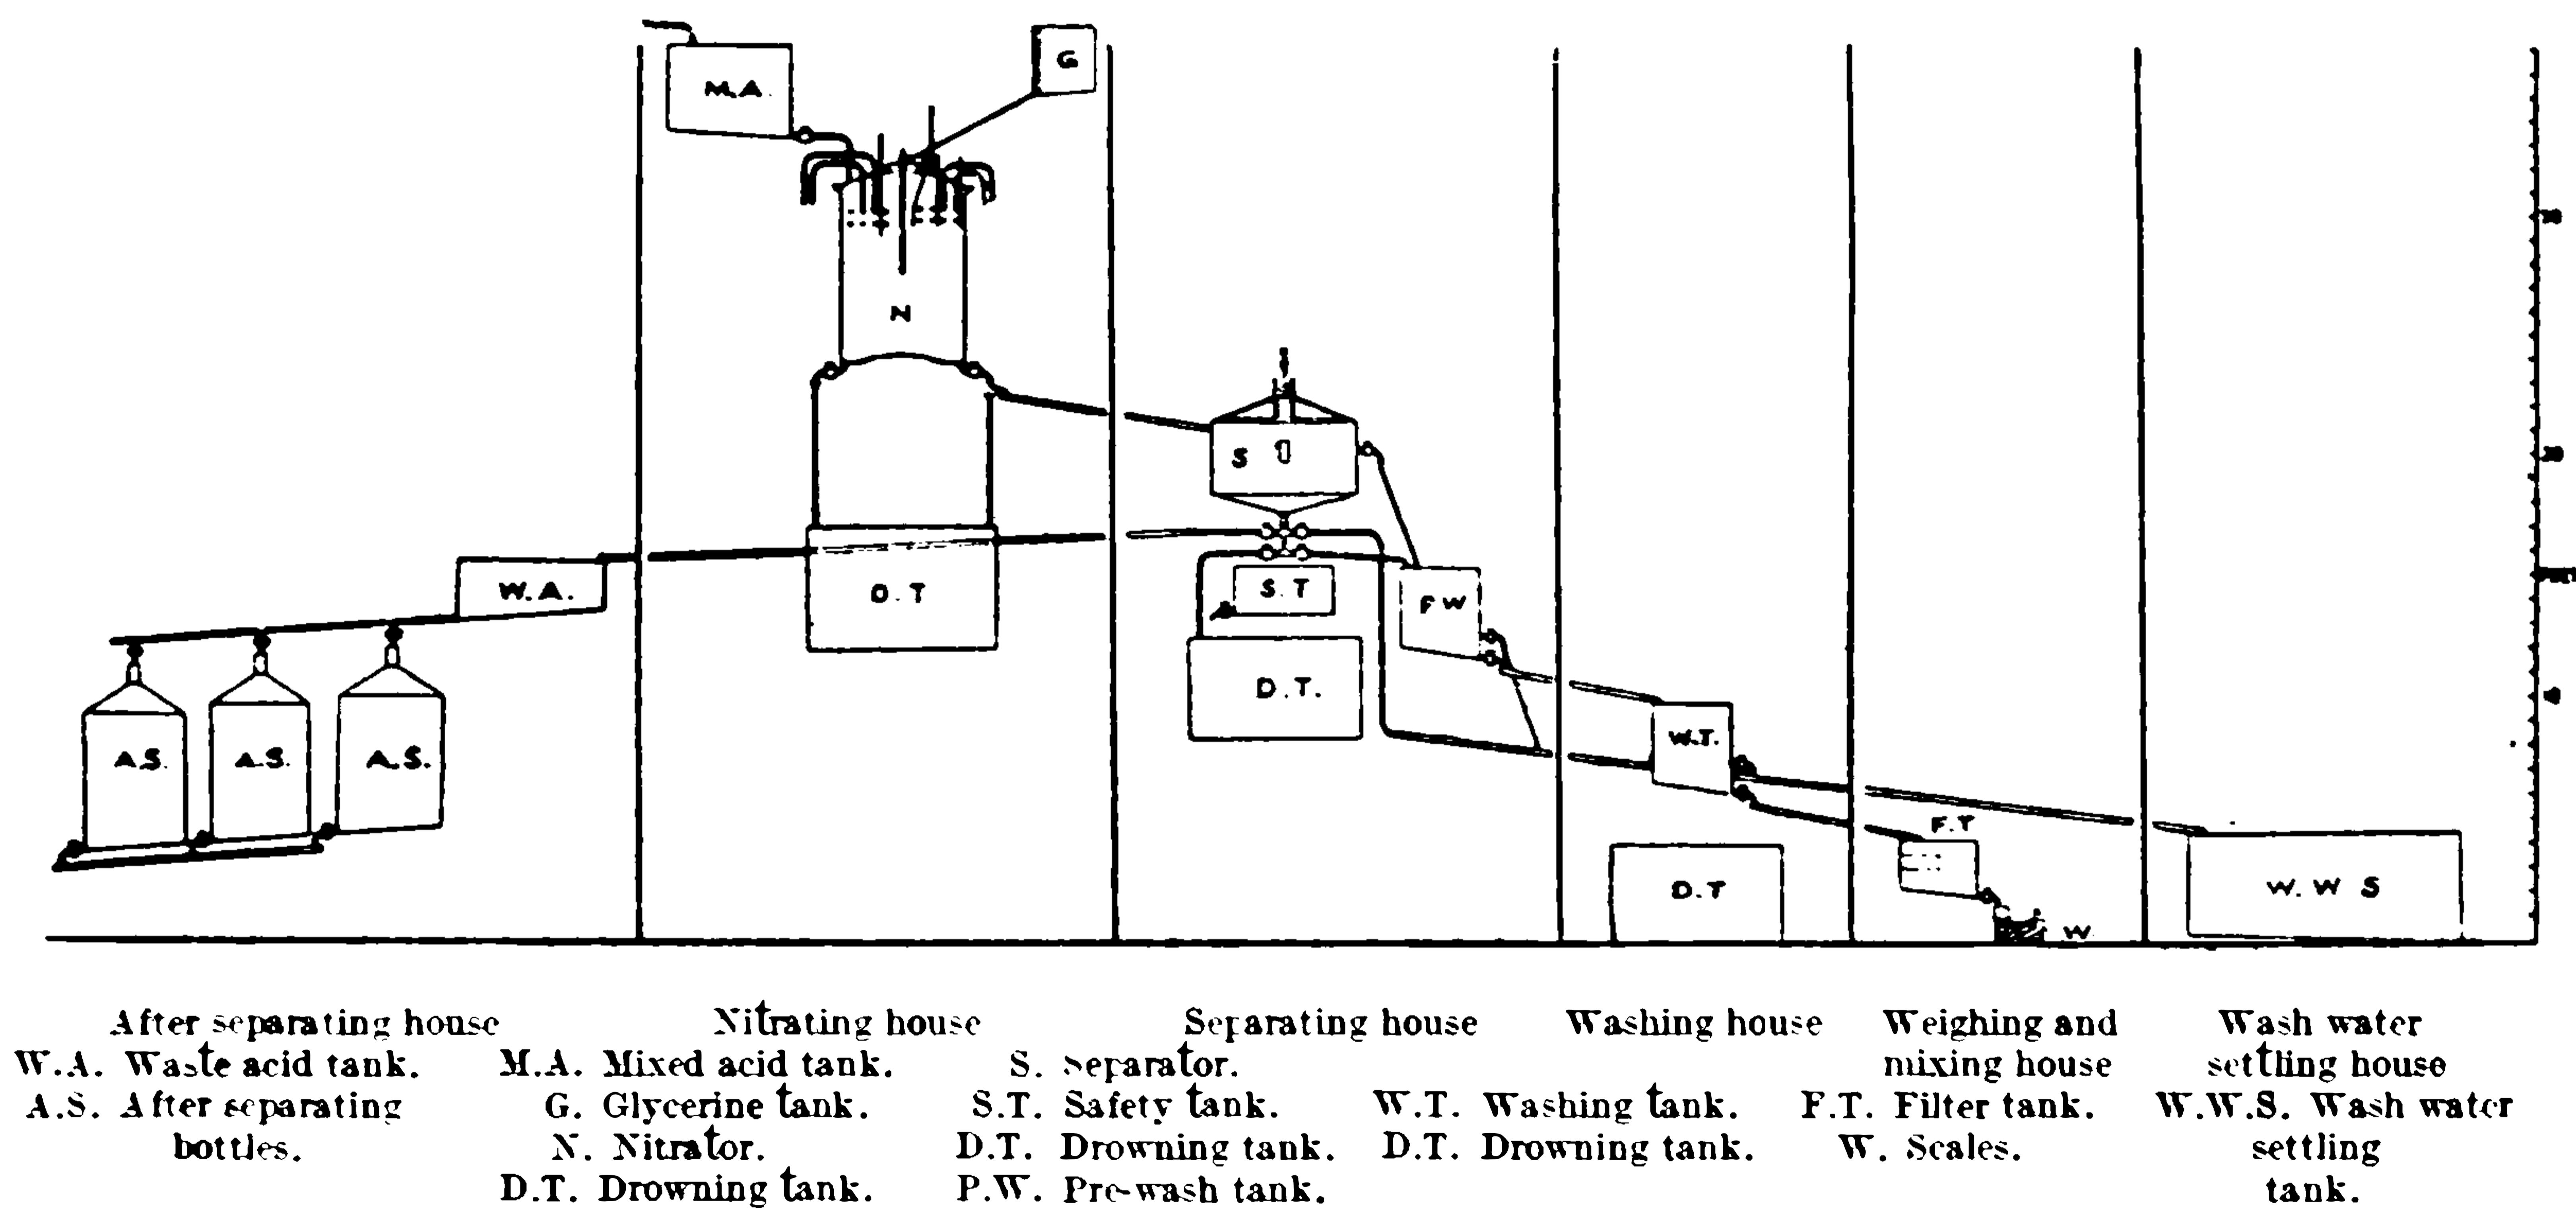 M.A.
G
N
S
W.A.
D.T
S.T
P W
D.T.
A.S.
A.S.
A.S.
W.T.
F.T
D.T
W. W S
W
After separating house
W.A. Waste acid tank.
A.S. After separating
bottles.
Nitrating house
M.A. Mixed acid tank.
G. Glycerine tank.
N. Nitrator.
D.T. Drowning tank.
Separating house
S. Separator.
S.T. Safety tank.
D.T. Drowning tank.
P.W. Pre-wash tank.
Washing house
W.T. Washing tank.
D.T. Drowning tank.
Weighing and
mixing house
F.T. Filter tank.
W. Scales.
Wash water
settling house
W.W.S. Wash water
settling
tank.